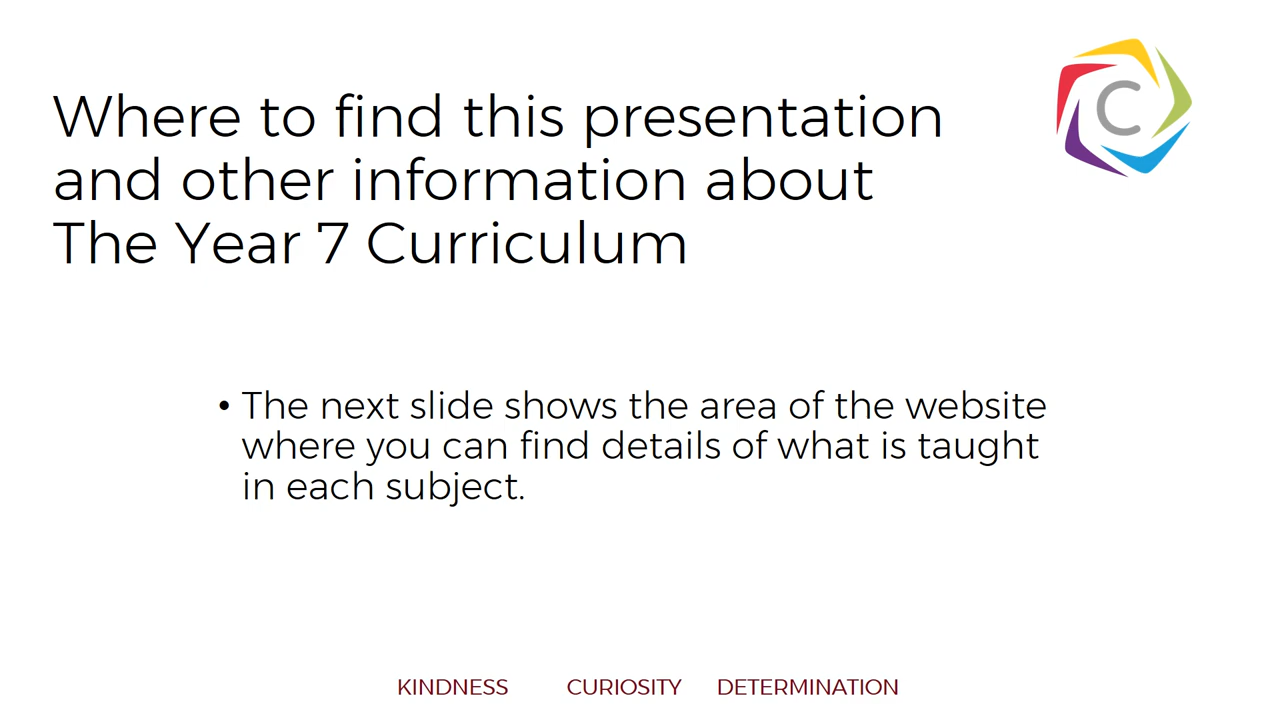 Where to find this presentation
and other information about
The Year 7 Curriculum
C
• The next slide shows the area of the website
where you can find details of what is taught
in each subject.
KINDNESS CURIOSITY DETERMINATION